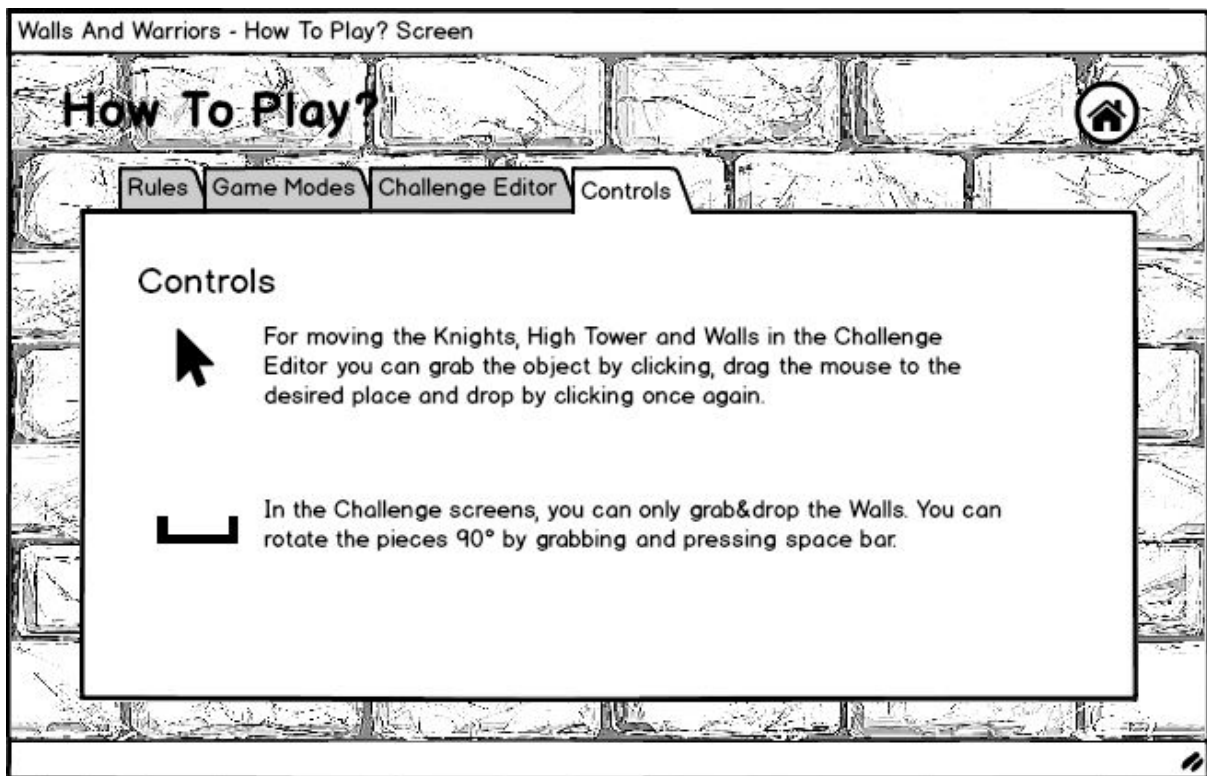 Walls And Warriors - How To Play? Screen
How To Play?
Rules Game Modes Challenge Editor Controls
Controls
For moving the Knights, High Tower and Walls in the Challenge
Editor you can grab the object by clicking, drag the mouse to the
desired place and drop by clicking once again.
In the Challenge screens, you can only grab&drop the Walls. You can
rotate the pieces 90° by grabbing and pressing space bar.